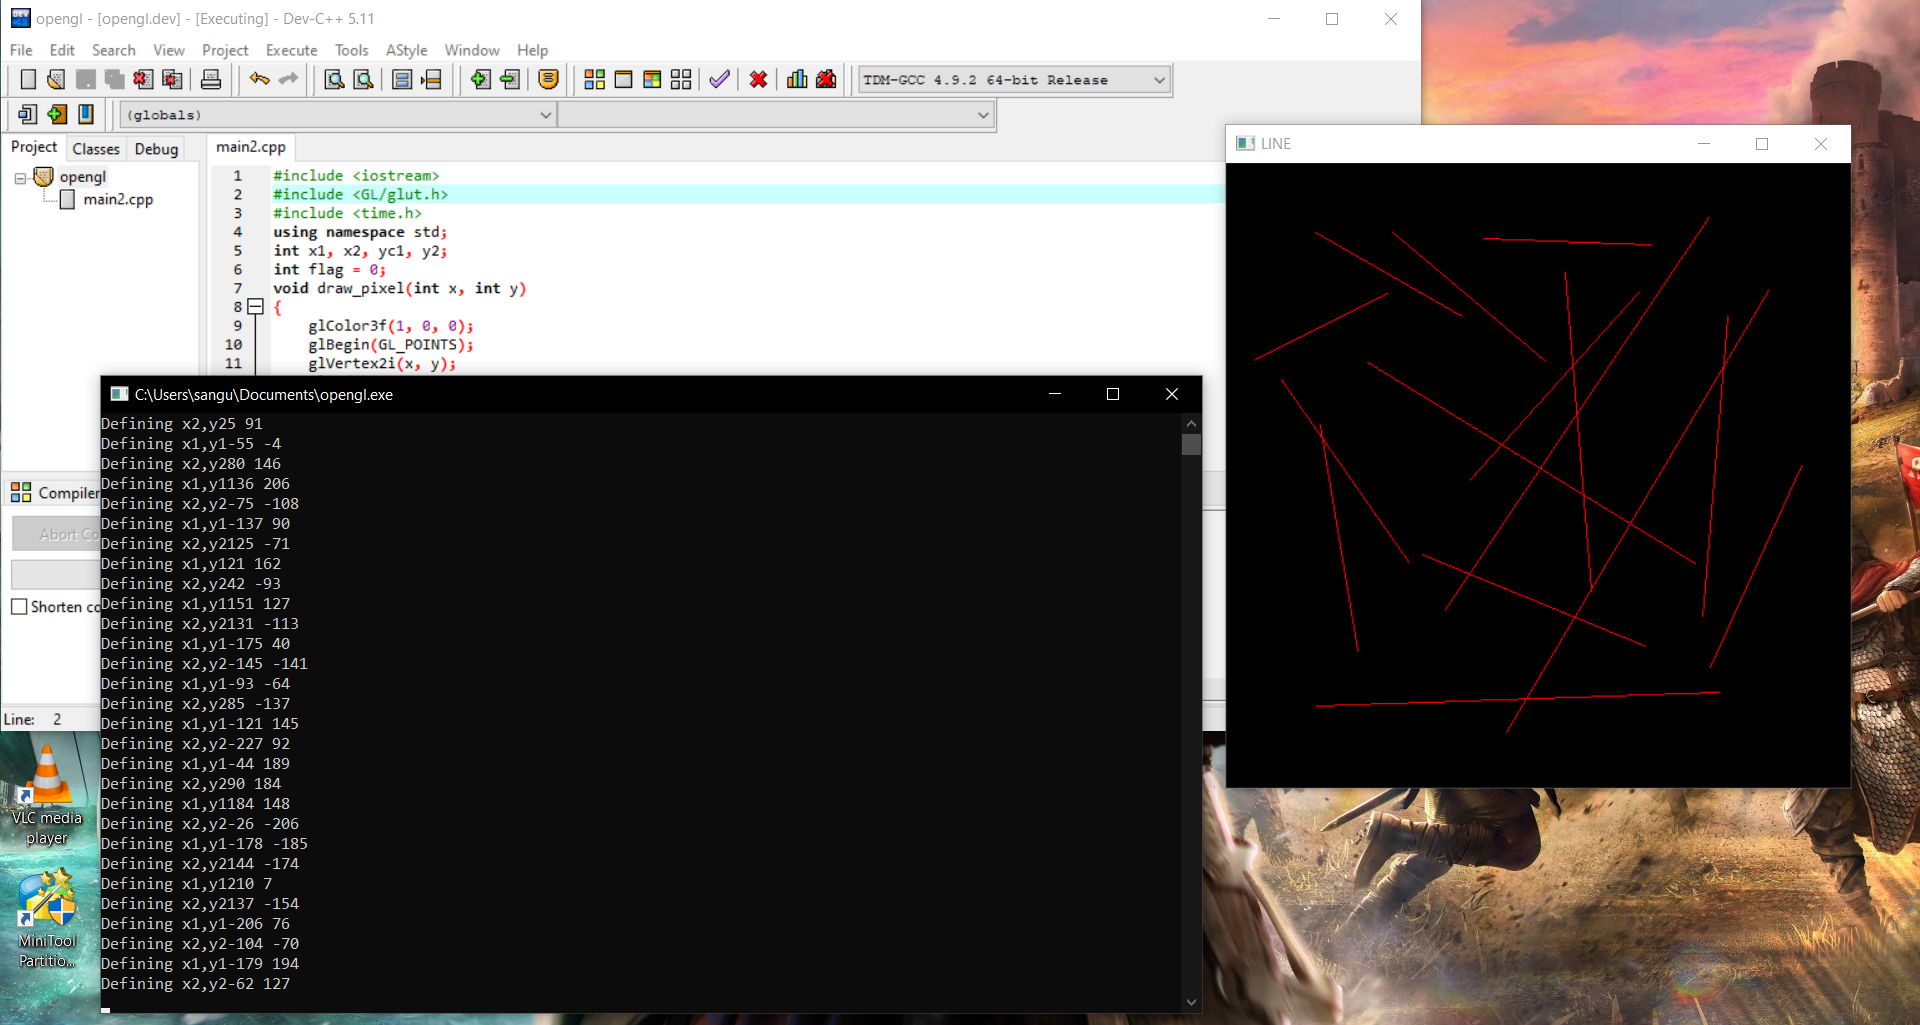 opengl - [opengl.dev] - [Executing] - Dev-C++ 5.11
File Edit Search View Project Execute Tools AStyle Window Help
TDM-GCC 4.9.2 64-bit Release
(globals)
Project Classes Debug
main2.cpp
opengl
main2.cpp
1 #include <iostream>
2 #include <GL/glut.h>
3 #include <time.h>
4 using namespace std;
5 int x1, x2, yc1, y2;
6 int flag = 0;
7 void draw_pixel(int x, int y)
8 {
9 glColor3f(1, 0, 0);
10 glBegin(GL_POINTS);
11 glVertex2i(x, y);
Compiler
Abort Co
Shorten co
Line: 2
C:\Users\sangu\Documents\opengl.exe
Defining x2,y25 91
Defining x1,y1-55 -4
Defining x2,y280 146
Defining x1,y1136 206
Defining x2,y2-75 -108
Defining x1,y1-137 90
Defining x2,y2125 -71
Defining x1,y121 162
Defining x2,y242 -93
Defining x1,y1151 127
Defining x2,y2131 -113
Defining x1,y1-175 40
Defining x2,y2-145 -141
Defining x1,y1-93 -64
Defining x2,y285 -137
Defining x1,y1-121 145
Defining x2,y2-227 92
Defining x1,y1-44 189
Defining x2,y290 184
Defining x1,y1184 148
Defining x2,y2-26 -206
Defining x1,y1-178 -185
Defining x2,y2144 -174
Defining x1,y1210 7
Defining x2,y2137 -154
Defining x1,y1-206 76
Defining x2,y2-104 -70
Defining x1,y1-179 194
Defining x2,y2-62 127
LINE
VLC media
player
MiniTool
Partitio...